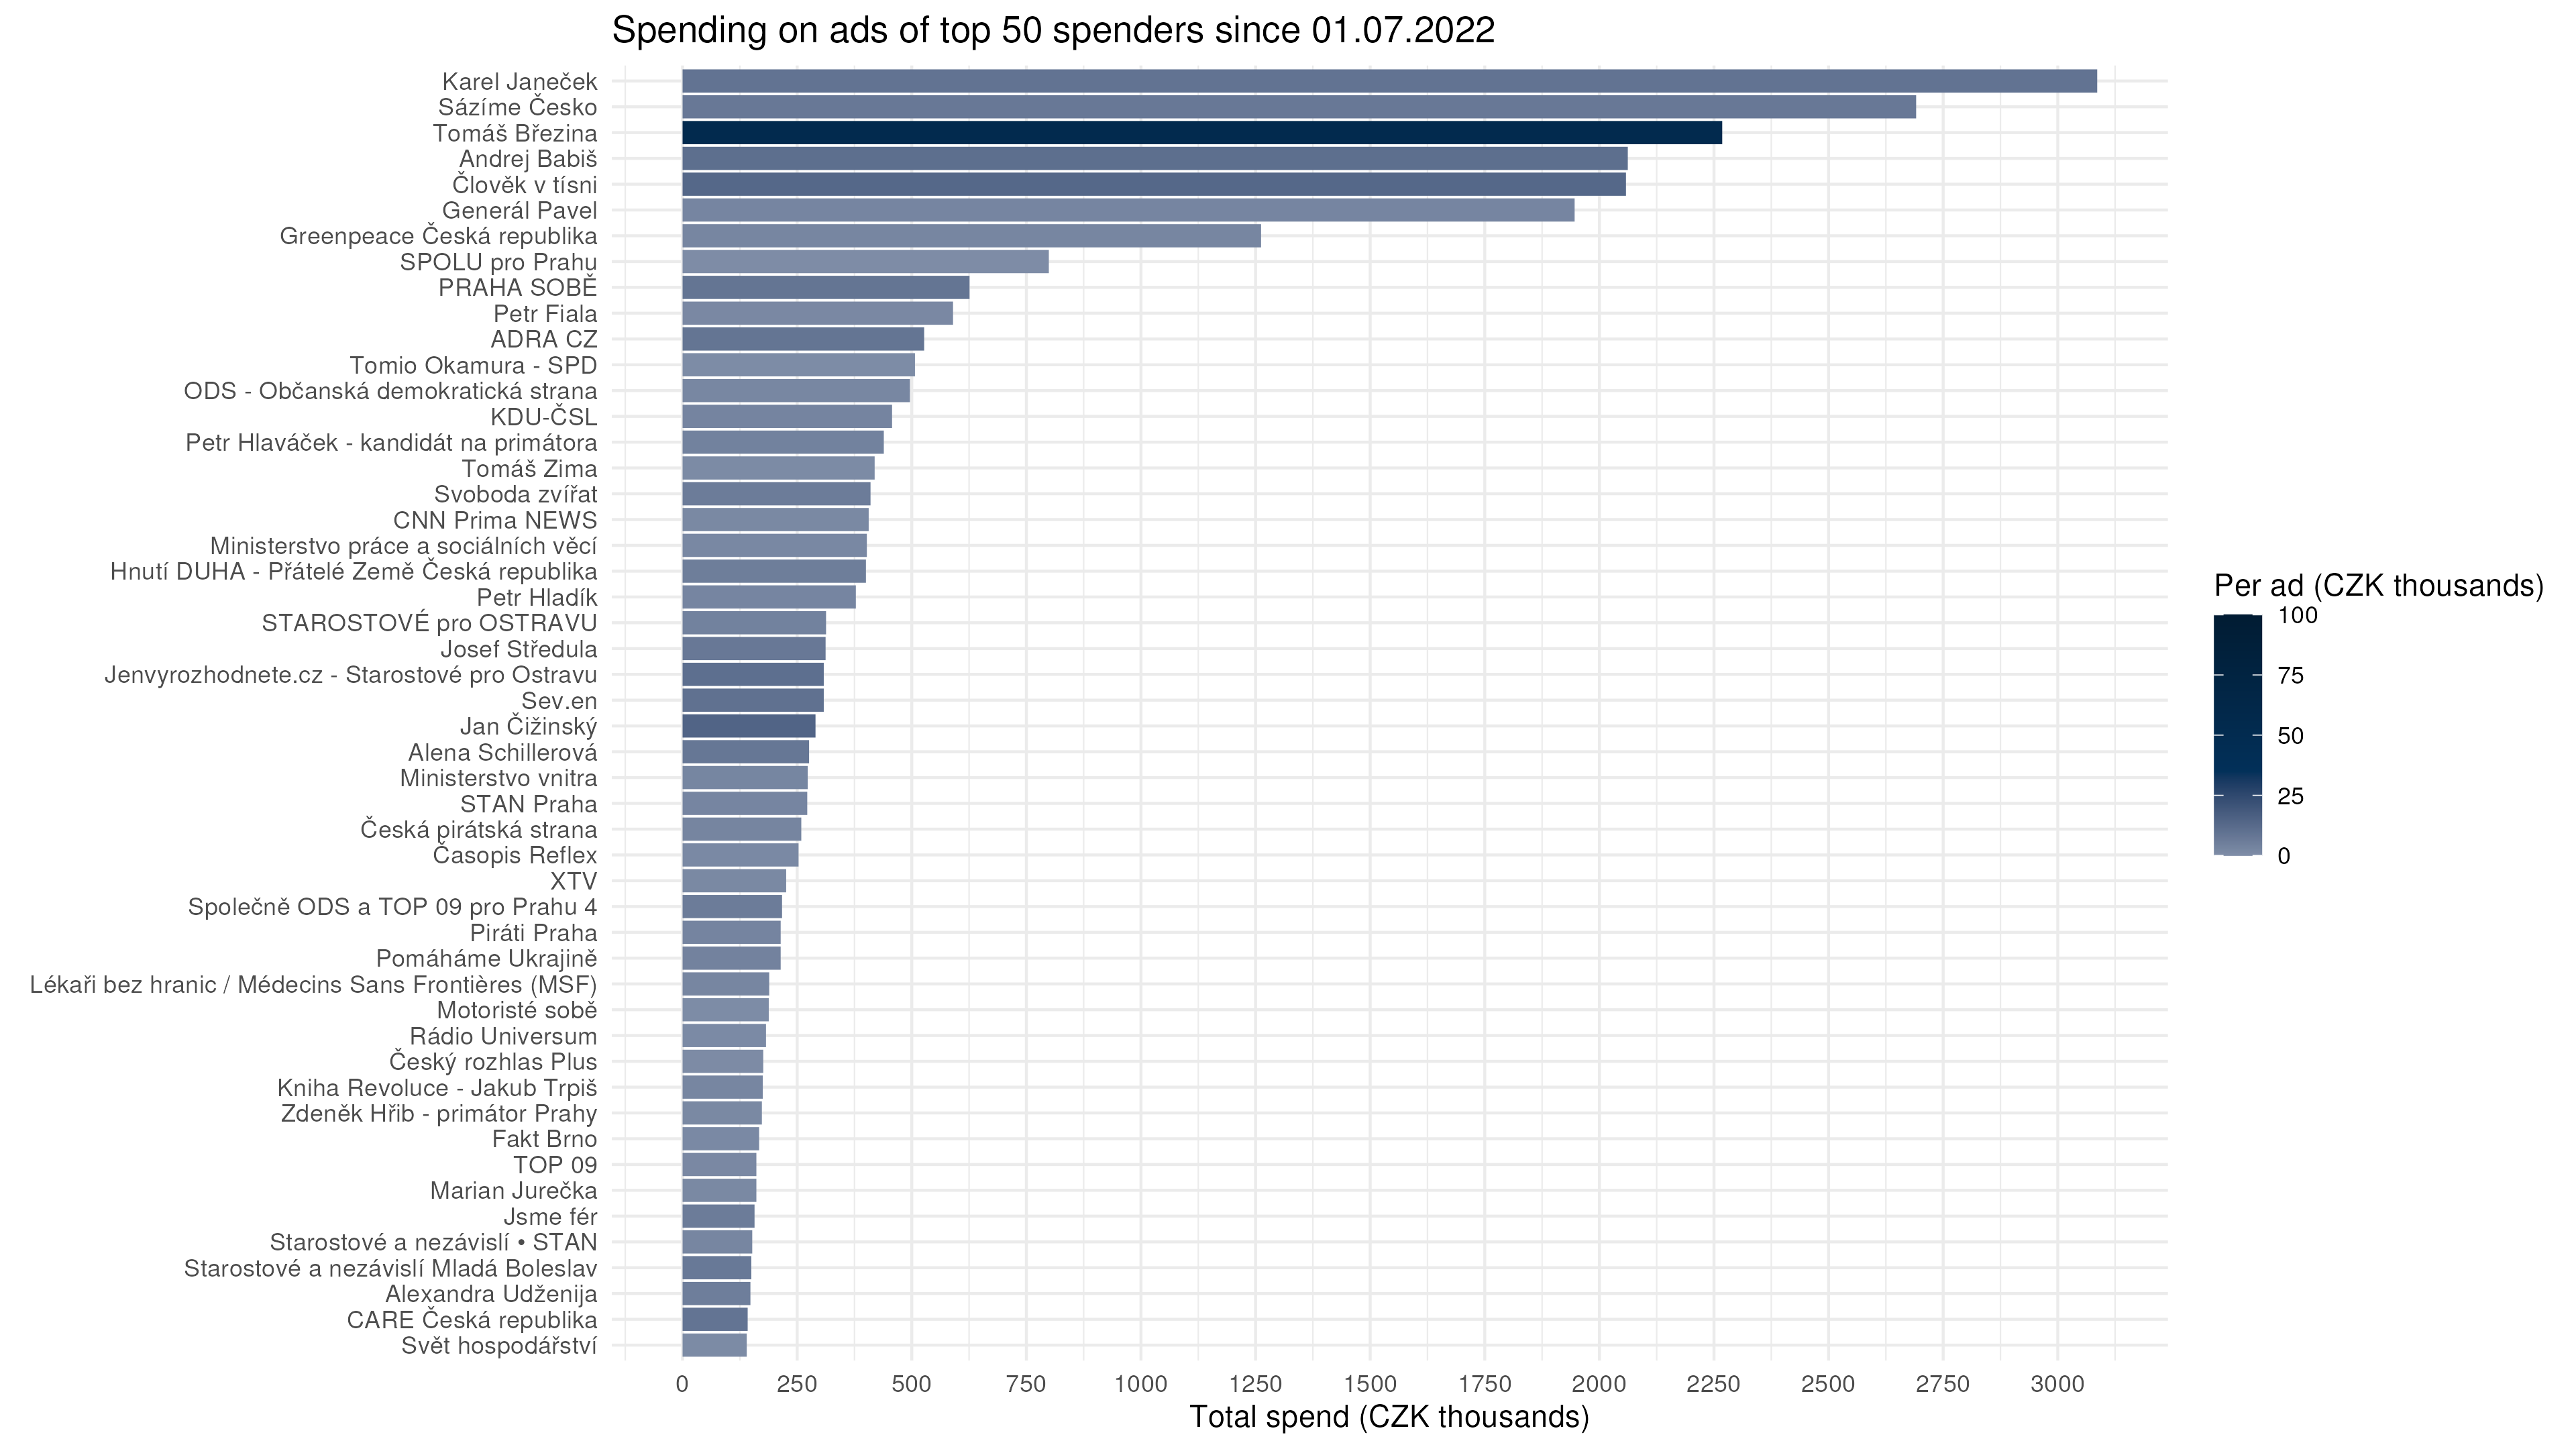 Spending on ads of top 50 spenders since 01.07.2022
Karel Janeček
Sázíme Česko
Tomáš Březina
Andrej Babiš
Člověk v tísni
Generál Pavel
Greenpeace Česká republika
SPOLU pro Prahu
PRAHA SOBĚ
Petr Fiala
ADRA CZ
Tomio Okamura - SPD
ODS - Občanská demokratická strana
KDU-ČSL
Petr Hlaváček - kandidát na primátora
Tomáš Zima
Svoboda zvířat
CNN Prima NEWS
Ministerstvo práce a sociálních věcí
Hnutí DUHA - Přátelé Země Česká republika
Petr Hladík
STAROSTOVÉ pro OSTRAVU
Josef Středula
Jenvyrozhodnete.cz - Starostové pro Ostravu
Sev.en
Jan Čižinský
Alena Schillerová
Ministerstvo vnitra
STAN Praha
Česká pirátská strana
Časopis Reflex
XTV
Společně ODS a TOP 09 pro Prahu 4
Piráti Praha
Pomáháme Ukrajině
Lékaři bez hranic / Médecins Sans Frontières (MSF)
Motoristé sobě
Rádio Universum
Český rozhlas Plus
Kniha Revoluce - Jakub Trpiš
Zdeněk Hřib - primátor Prahy
Fakt Brno
TOP 09
Marian Jurečka
Jsme fér
Starostové a nezávislí • STAN
Starostové a nezávislí Mladá Boleslav
Alexandra Udženija
CARE Česká republika
Svět hospodářství
0 250 500 750 1000 1250 1500 1750 2000 2250 2500 2750 3000
Total spend (CZK thousands)
Per ad (CZK thousands)
100
75
50
25
0